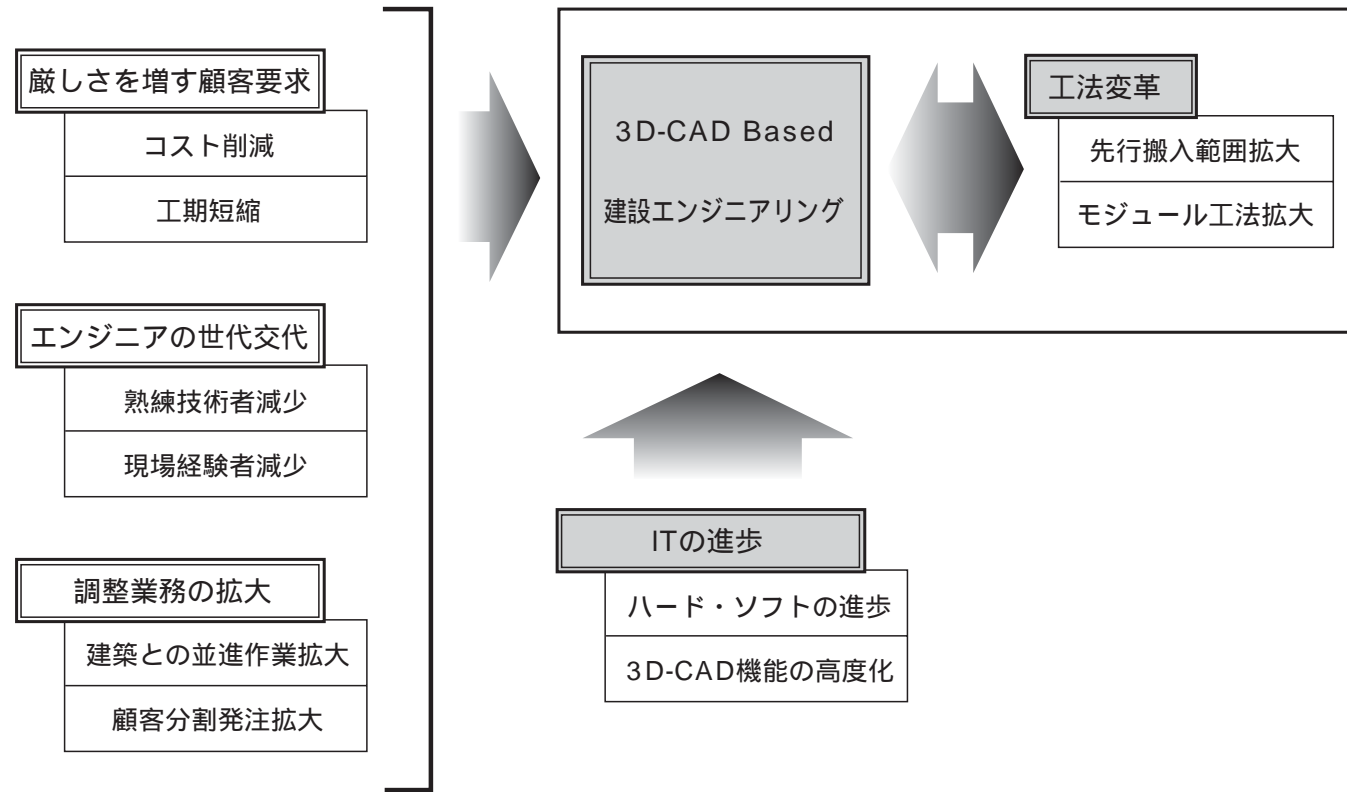 厳しさを増す顧客要求
コスト削減
工期短縮
エンジニアの世代交代
熟練技術者減少
現場経験者減少
調整業務の拡大
建築との並進作業拡大
顧客分割発注拡大
3D-CAD Based
建設エンジニアリング
工法変革
先行搬入範囲拡大
モジュール工法拡大
ITの進歩
ハード・ソフトの進歩
3D-CAD機能の高度化